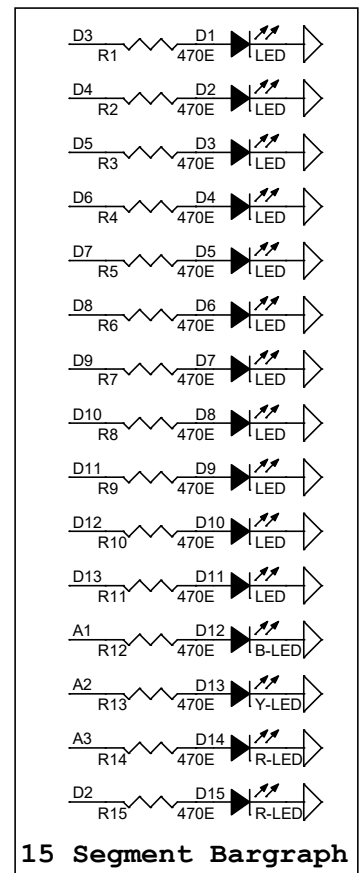 D3 D1
R1 470E LED
D4 D2
R2 470E LED
D5 D3
R3 470E LED
D6 D4
R4 470E LED
D7 D5
R5 470E LED
D8 D6
R6 470E LED
D9 D7
R7 470E LED
D10 D8
R8 470E LED
D11 D9
R9 470E LED
D12 D10
R10 470E LED
D13 D11
R11 470E LED
A1 D12
R12 470E B-LED
A2 D13
R13 470E Y-LED
A3 D14
R14 470E R-LED
D2 D15
R15 470E R-LED
15 Segment Bargraph